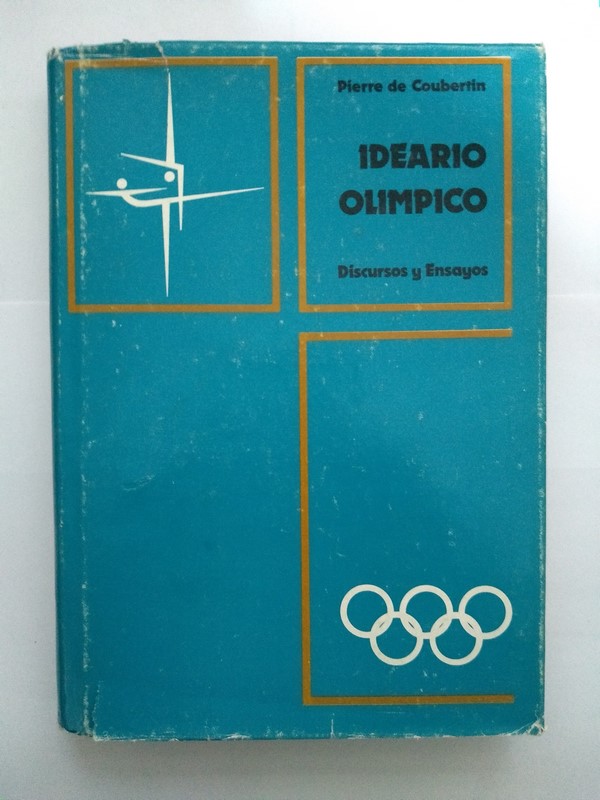 Pierre de Coubertin
IDEARIO
OLIMPICO
Discursos y Ensayos